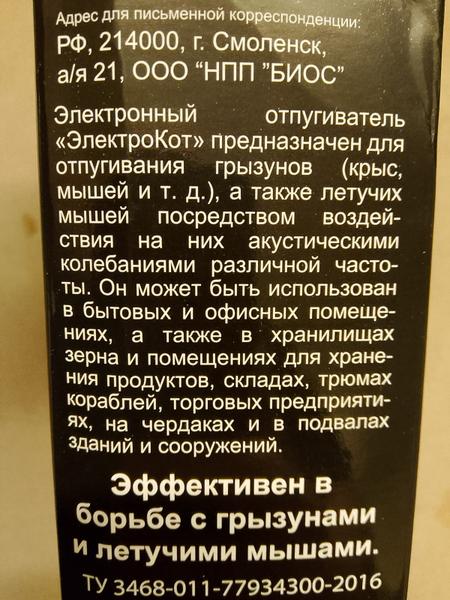 Адрес для письменной корреспонденции:
РФ, 214000, г. Смоленск,
а/я 21, ООО "НПП "БИОС"
Электронный отпугиватель
«ЭлектроКот» предназначен для
отпугивания грызунов (крыс,
мышей и т. д.), а также летучих
мышей посредством воздей-
ствия на них акустическими
колебаниями различной часто-
ты. Он может быть использован
в бытовых и офисных помеще-
ниях, а также в хранилищах
зерна и помещениях для хране-
ния продуктов, складах, трюмах
кораблей, торговых предприяти-
ях, на чердаках и в подвалах
зданий и сооружений.
Эффективен в
борьбе с грызунами
и летучими мышами.
ТУ 3468-011-77934300-2016